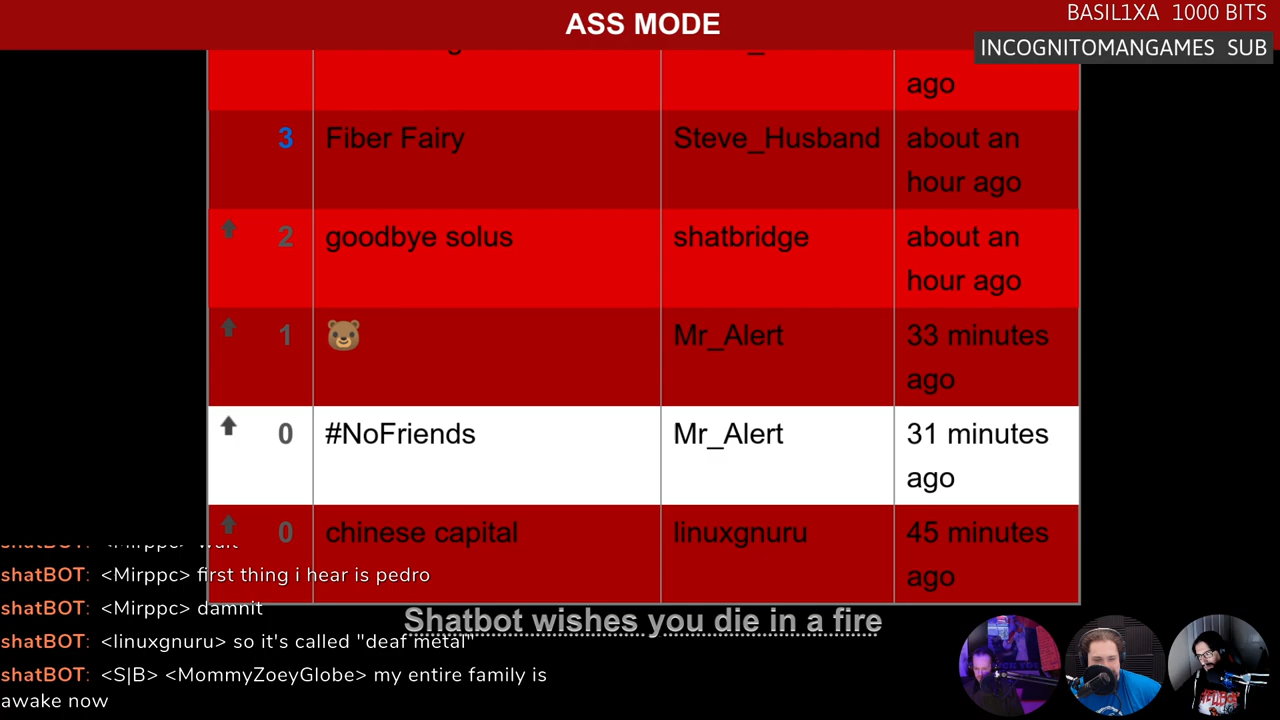 ASS MODE
BASIL1XA 1000 BITS
INCOGNITOMANGAMES SUB
ago
3 Fiber Fairy Steve_Husband about an
hour ago
2 goodbye solus shatbridge about an
hour ago
1 🐻 Mr_Alert 33 minutes
ago
0 #NoFriends Mr_Alert 31 minutes
ago
0 chinese capital linuxgnuru 45 minutes
ago
shatBOT: <Mirppc> wait
shatBOT: <Mirppc> first thing i hear is pedro
shatBOT: <Mirppc> damnit
shatBOT: <linuxgnuru> so it's called "deaf metal"
shatBOT: <S|B> <MommyZoeyGlobe> my entire family is
awake now
Shatbot wishes you die in a fire